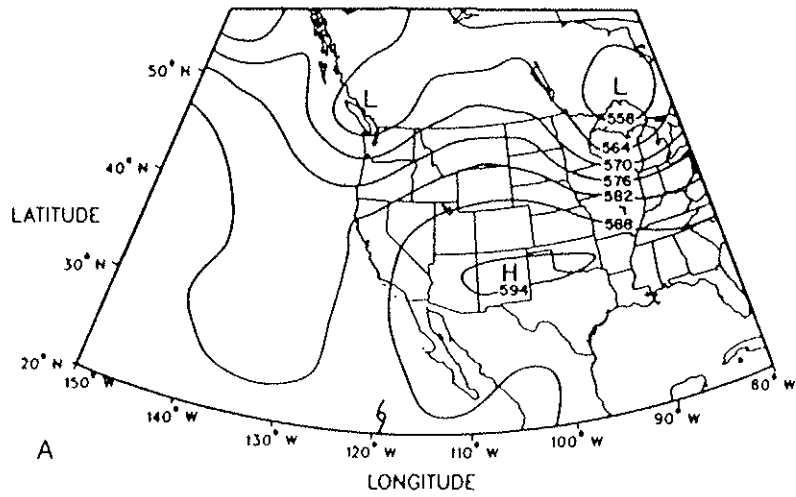 50° N
L
L
558
564
40° N
570
576
582
LATITUDE
588
30° N
H
594
20° N
150° W
80° W
140° W
90° W
130° W
120° W
110° W
100° W
A
LONGITUDE